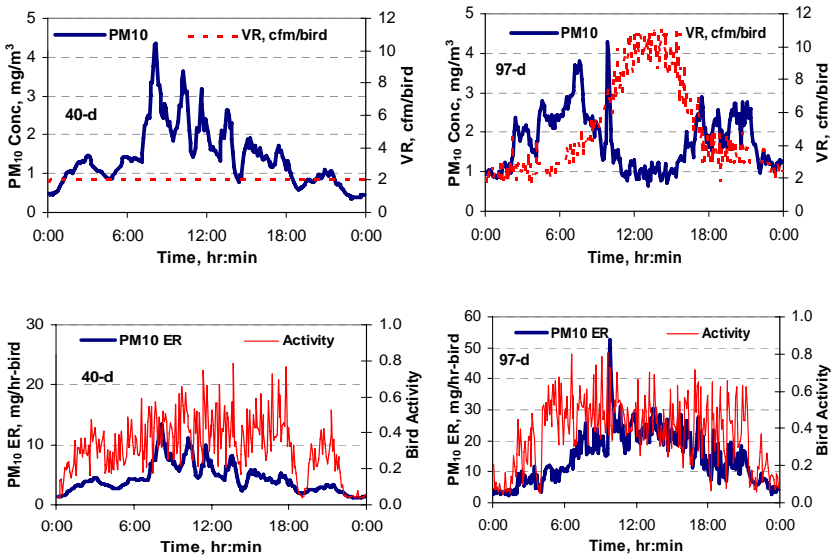 PM10 VR, cfm/bird
40-d
PM₁₀ Conc, mg/m³
5
4
3
2
1
0
12
10
8
6
4
2
0
VR, cfm/bird
0:00 6:00 12:00 18:00 0:00
Time, hr:min
PM10 VR, cfm/bird
97-d
PM₁₀ Conc, mg/m³
5
4
3
2
1
0
12
10
8
6
4
2
0
VR, cfm/bird
0:00 6:00 12:00 18:00 0:00
Time, hr:min
PM10 ER Activity
40-d
PM₁₀ ER, mg/hr-bird
30
20
10
0
1.0
0.8
0.6
0.4
0.2
0.0
Bird Activity
0:00 6:00 12:00 18:00 0:00
Time, hr:min
PM10 ER Activity
97-d
PM₁₀ ER, mg/hr-bird
60
50
40
30
20
10
0
1.0
0.8
0.6
0.4
0.2
0.0
Bird Activity
0:00 6:00 12:00 18:00 0:00
Time, hr:min